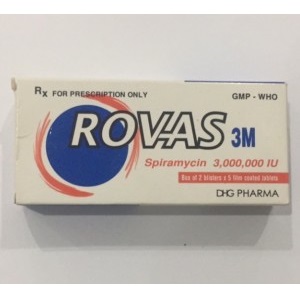 Rx FOR PRESCRIPTION ONLY
GMP - WHO
ROVAS 3M
Spiramycin 3,000,000 IU
Box of 2 blisters x 5 film coated tablets
DHG PHARMA